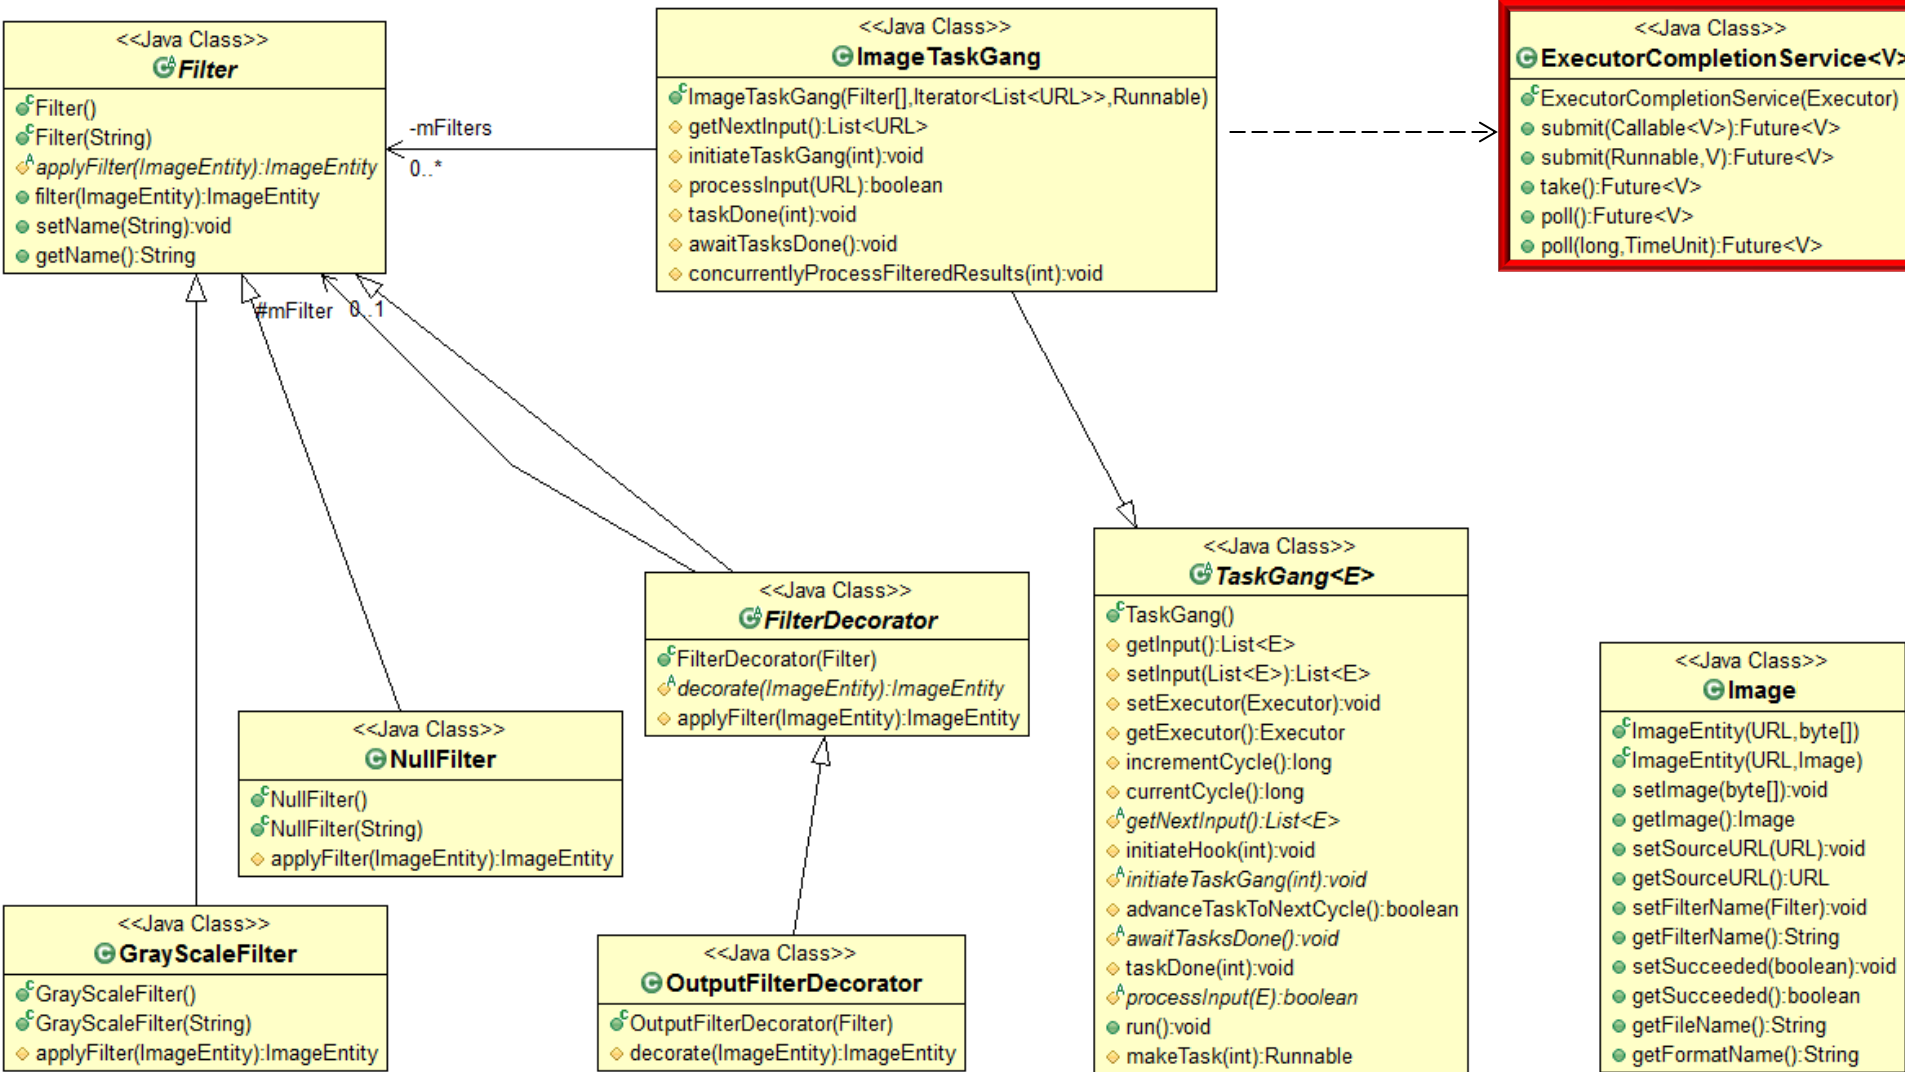 <<Java Class>>
Filter
Filter()
Filter(String)
applyFilter(ImageEntity):ImageEntity
filter(ImageEntity):ImageEntity
setName(String):void
getName():String
-mFilters
0..*
<<Java Class>>
ImageTaskGang
ImageTaskGang(Filter[],Iterator<List<URL>>,Runnable)
getNextInput():List<URL>
initiateTaskGang(int):void
processInput(URL):boolean
taskDone(int):void
awaitTasksDone():void
concurrentlyProcessFilteredResults(int):void
<<Java Class>>
ExecutorCompletionService<V>
ExecutorCompletionService(Executor)
submit(Callable<V>):Future<V>
submit(Runnable,V):Future<V>
take():Future<V>
poll():Future<V>
poll(long,TimeUnit):Future<V>
#mFilter 0..1
<<Java Class>>
FilterDecorator
FilterDecorator(Filter)
decorate(ImageEntity):ImageEntity
applyFilter(ImageEntity):ImageEntity
<<Java Class>>
NullFilter
NullFilter()
NullFilter(String)
applyFilter(ImageEntity):ImageEntity
<<Java Class>>
GrayScaleFilter
GrayScaleFilter()
GrayScaleFilter(String)
applyFilter(ImageEntity):ImageEntity
<<Java Class>>
OutputFilterDecorator
OutputFilterDecorator(Filter)
decorate(ImageEntity):ImageEntity
<<Java Class>>
TaskGang<E>
TaskGang()
getInput():List<E>
setInput(List<E>):List<E>
setExecutor(Executor):void
getExecutor():Executor
incrementCycle():long
currentCycle():long
getNextInput():List<E>
initiateHook(int):void
initiateTaskGang(int):void
advanceTaskToNextCycle():boolean
awaitTasksDone():void
taskDone(int):void
processInput(E):boolean
run():void
makeTask(int):Runnable
<<Java Class>>
Image
ImageEntity(URL,byte[])
ImageEntity(URL,Image)
setImage(byte[]):void
getImage():Image
setSourceURL(URL):void
getSourceURL():URL
setFilterName(Filter):void
getFilterName():String
setSucceeded(boolean):void
getSucceeded():boolean
getFileName():String
getFormatName():String